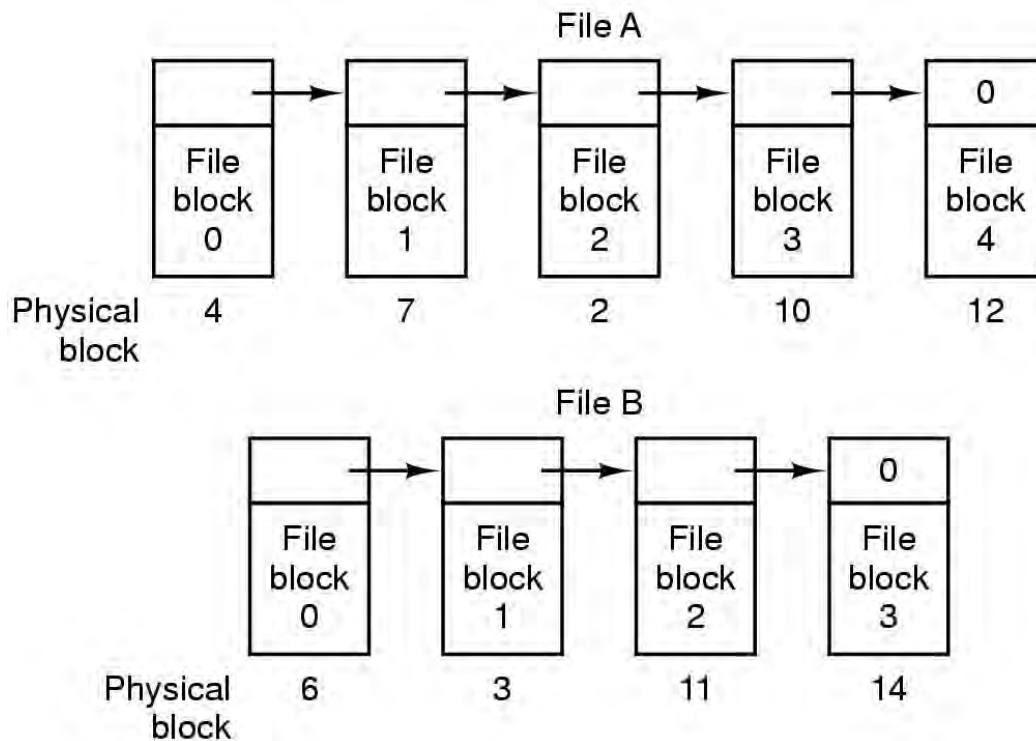 File A
0
File
block
0
File
block
1
File
block
2
File
block
3
File
block
4
Physical
block
4
7
2
10
12
File B
0
File
block
0
File
block
1
File
block
2
File
block
3
Physical
block
6
3
11
14